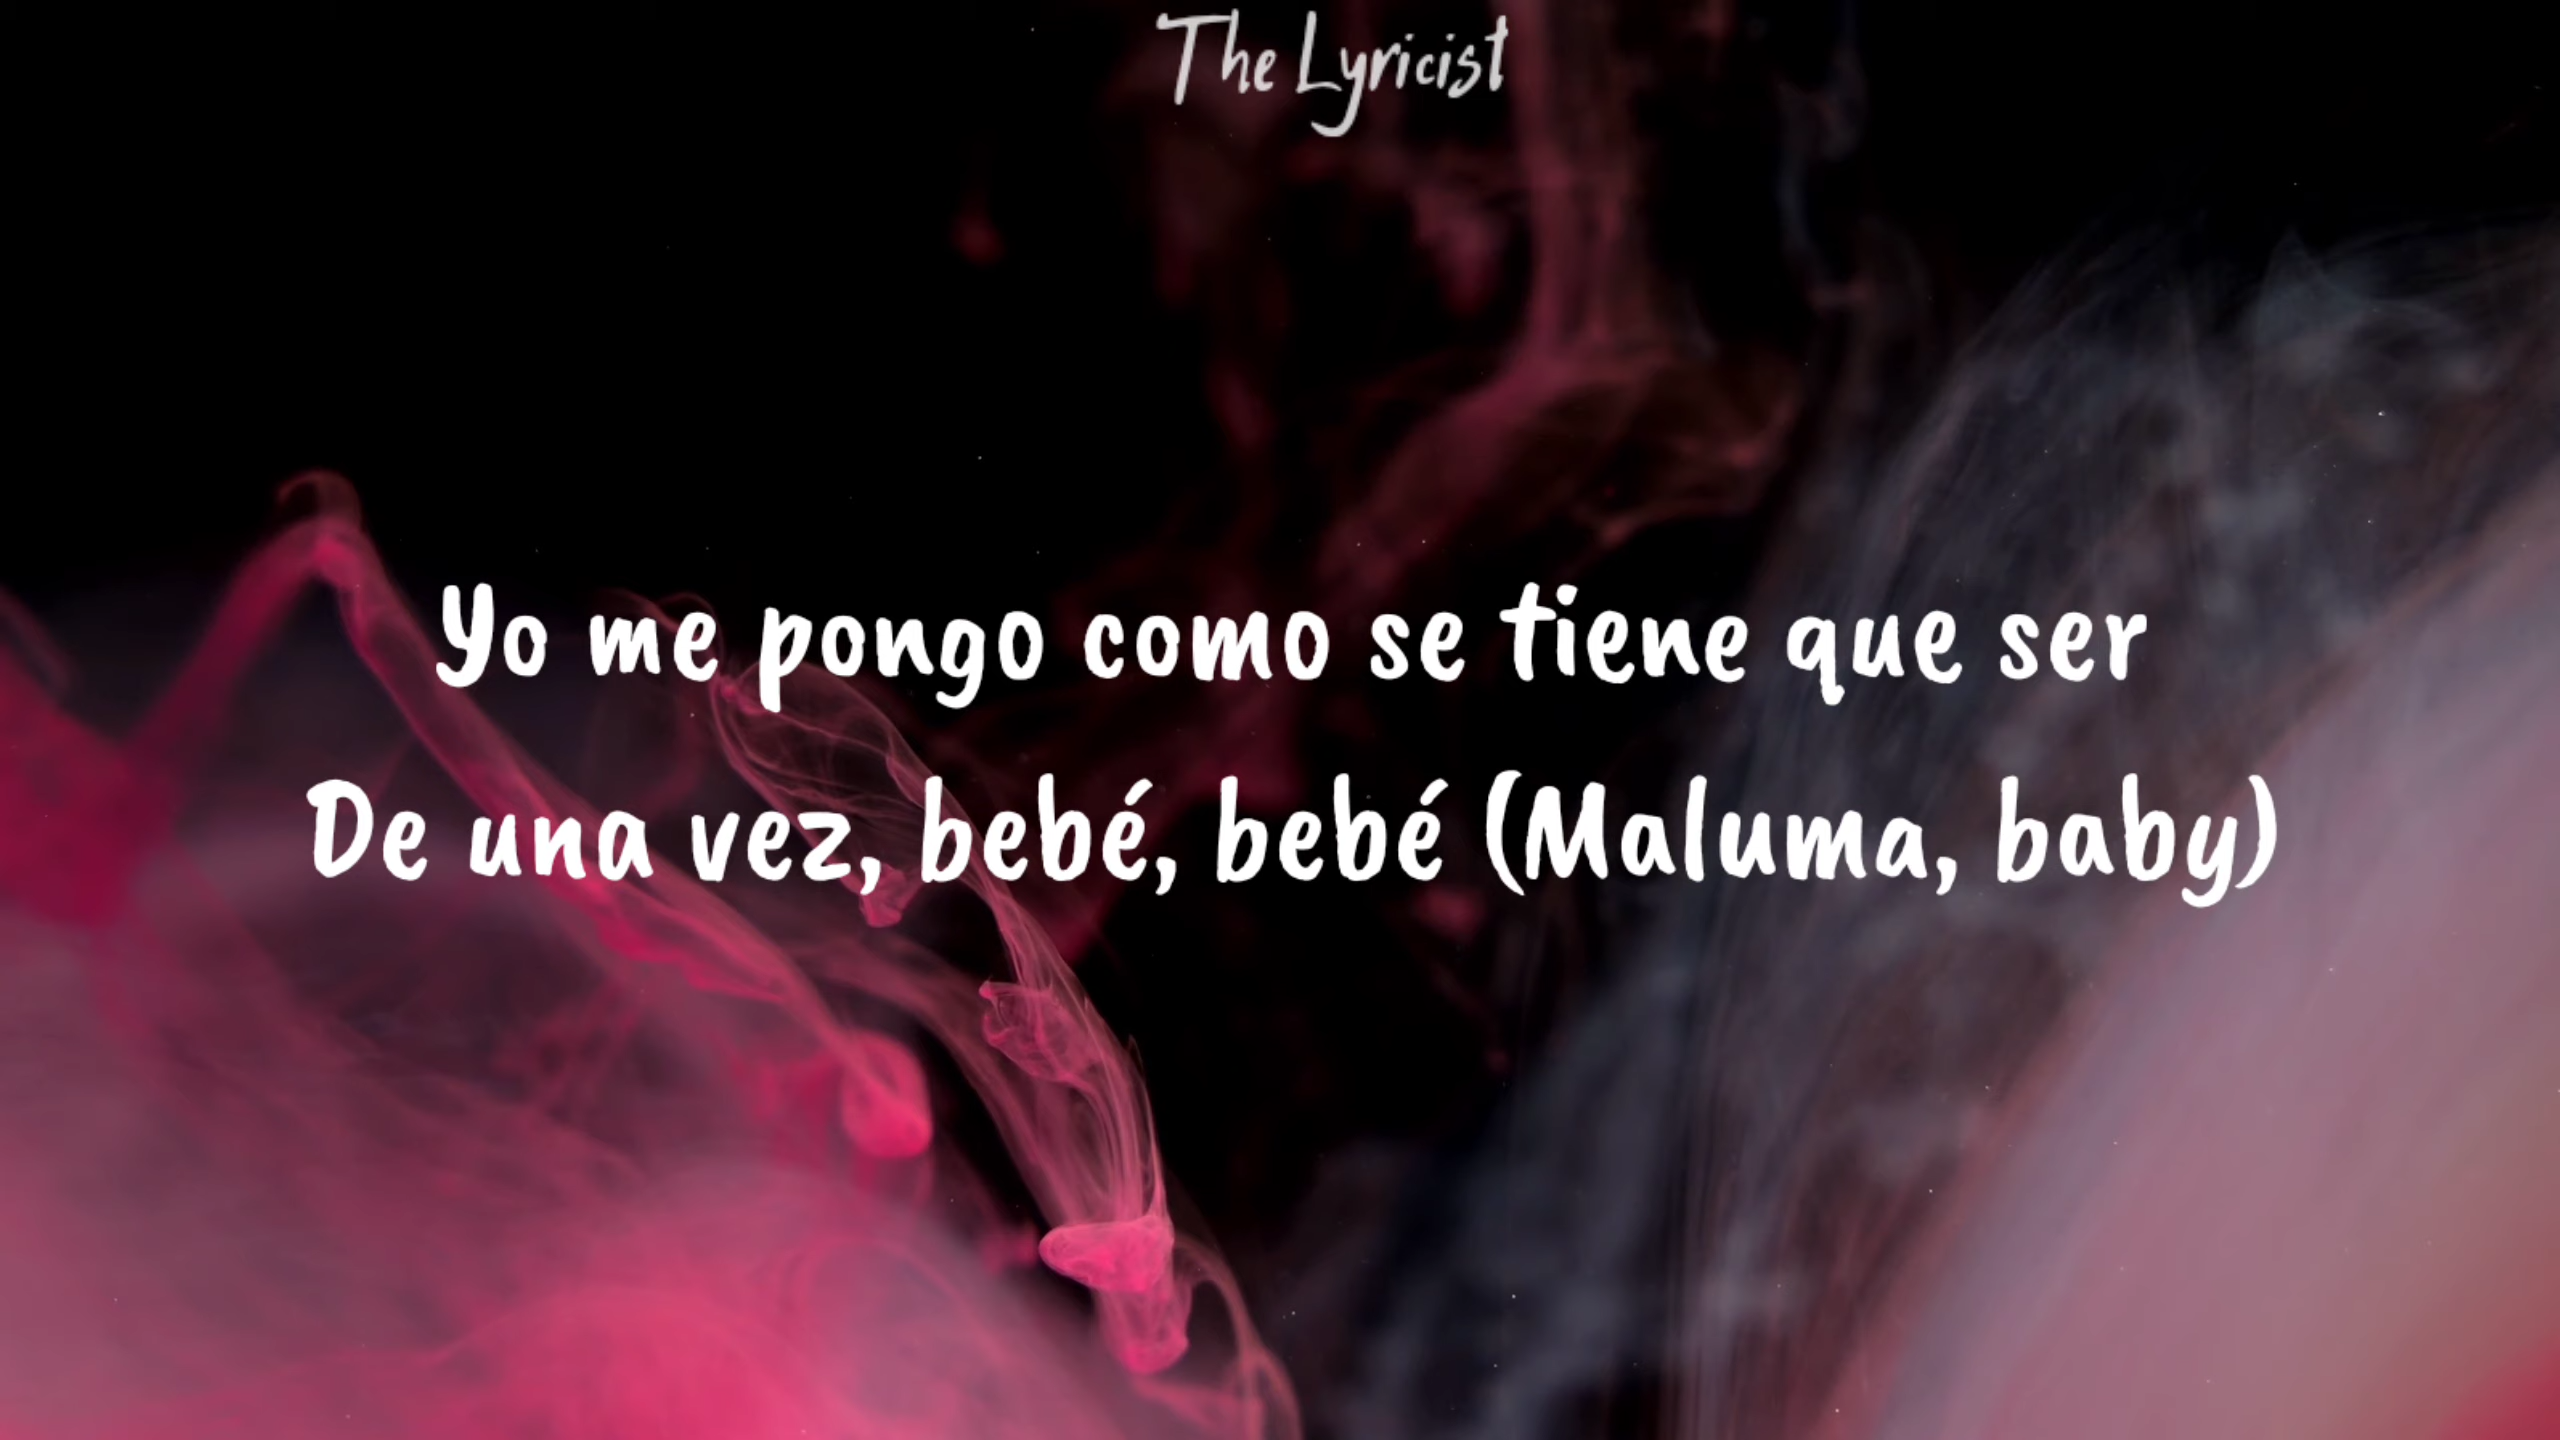 The Lyricist
Yo me pongo como se tiene que ser
De una vez, bebé, bebé (Maluma, baby)